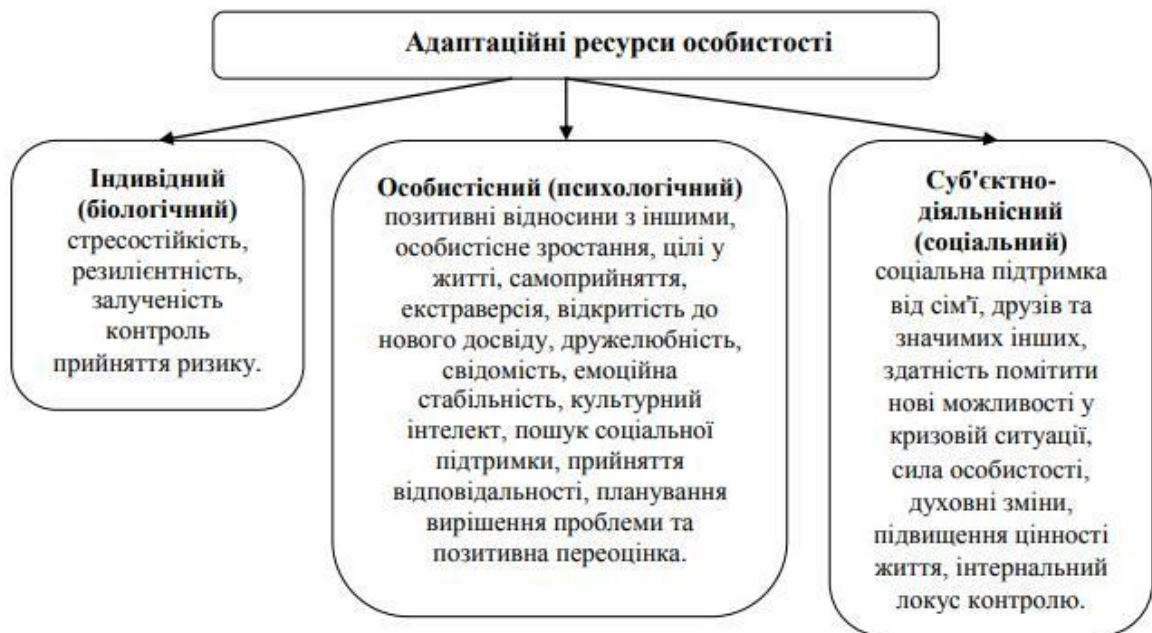 Адаптаційні ресурси особистості
Індивідний
(біологічний)
стресостійкість,
резилієнтність,
залученість
контроль
прийняття ризику.
Особистісний (психологічний)
позитивні відносини з іншими,
особистісне зростання, цілі у
житті, самоприйняття,
екстраверсія, відкритість до
нового досвіду, дружелюбність,
свідомість, емоційна
стабільність, культурний
інтелект, пошук соціальної
підтримки, прийняття
відповідальності, планування
вирішення проблеми та
позитивна переоцінка.
Суб'єктно-
діяльнісний
(соціальний)
соціальна підтримка
від сім'ї, друзів та
значимих інших,
здатність помітити
нові можливості у
кризовій ситуації,
сила особистості,
духовні зміни,
підвищення цінності
життя, інтернальний
локус контролю.